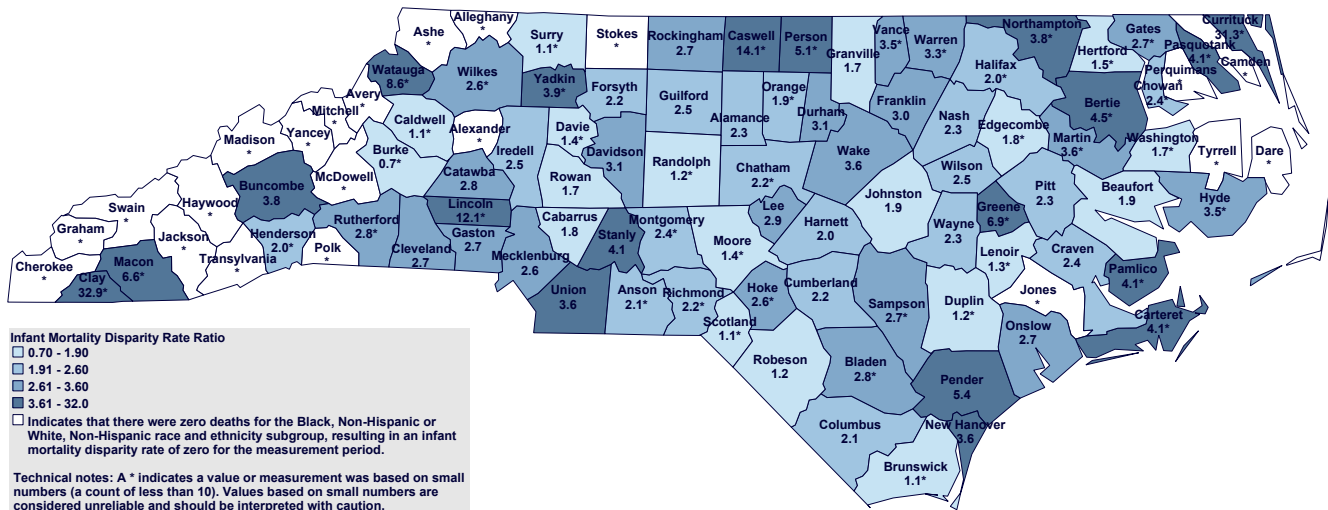 Ashe
*
Alleghany
*
Surry
1.1*
Stokes
*
Rockingham
2.7
Caswell
14.1*
Person
5.1*
Granville
1.7
Vance
3.5*
Warren
3.3*
Northampton
3.8*
Hertford
1.5*
Gates
2.7*
Currituck
31.3*
Pasquotank
4.1*
Camden
*
Perquimans
*
Chowan
2.4*
Watauga
8.6*
Wilkes
2.6*
Yadkin
3.9*
Forsyth
2.2
Guilford
2.5
Alamance
2.3
Orange
1.9*
Durham
3.1
Franklin
3.0
Halifax
2.0*
Bertie
4.5*
Avery
*
Mitchell
*
Yancey
*
Madison
*
Caldwell
1.1*
Alexander
*
Davie
1.4*
Iredell
2.5
Davidson
3.1
Randolph
1.2*
Chatham
2.2*
Wake
3.6
Nash
2.3
Edgecombe
1.8*
Martin
3.6*
Washington
1.7*
Tyrrell
*
Dare
*
Burke
0.7*
McDowell
*
Catawba
2.8
Rowan
1.7
Buncombe
3.8
Haywood
*
Swain
*
Graham
*
Jackson
*
Cherokee
*
Clay
32.9*
Macon
6.6*
Transylvania
*
Henderson
2.0*
Polk
*
Rutherford
2.8*
Cleveland
2.7
Lincoln
12.1*
Gaston
2.7
Mecklenburg
2.6
Cabarrus
1.8
Stanly
4.1
Montgomery
2.4*
Moore
1.4*
Lee
2.9
Harnett
2.0
Johnston
1.9
Wilson
2.5
Wayne
2.3
Greene
6.9*
Pitt
2.3
Beaufort
1.9
Hyde
3.5*
Lenoir
1.3*
Craven
2.4
Pamlico
4.1*
Jones
*
Carteret
4.1*
Onslow
2.7
Duplin
1.2*
Sampson
2.7*
Cumberland
2.2
Hoke
2.6*
Union
3.6
Anson
2.1*
Richmond
2.2*
Scotland
1.1*
Robeson
1.2
Bladen
2.8*
Pender
5.4
New Hanover
3.6
Columbus
2.1
Brunswick
1.1*
Infant Mortality Disparity Rate Ratio
0.70 - 1.90
1.91 - 2.60
2.61 - 3.60
3.61 - 32.0
Indicates that there were zero deaths for the Black, Non-Hispanic or
White, Non-Hispanic race and ethnicity subgroup, resulting in an infant
mortality disparity rate of zero for the measurement period.
Technical notes: A * indicates a value or measurement was based on small
numbers (a count of less than 10). Values based on small numbers are
considered unreliable and should be interpreted with caution.